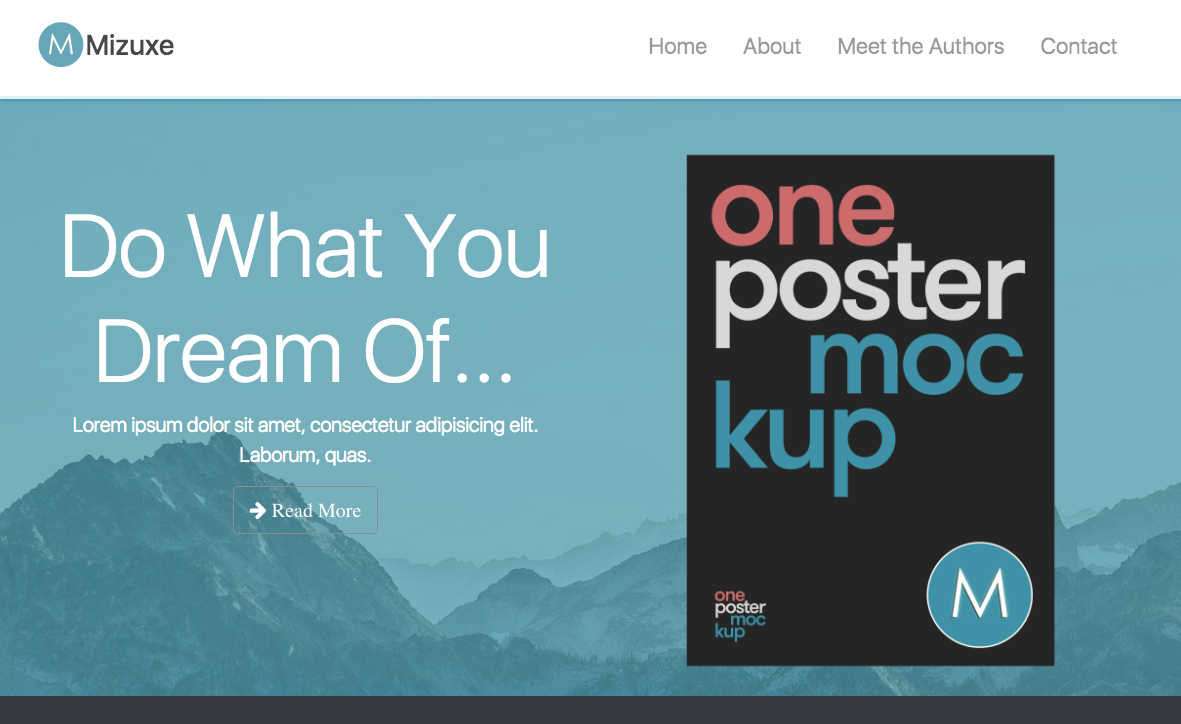 M Mizuxe
Home About Meet the Authors Contact
Do What You
Dream Of...
Lorem ipsum dolor sit amet, consectetur adipisicing elit.
Laborum, quas.
Read More
one
poster
moc
kup
one
poster
moc
kup
M